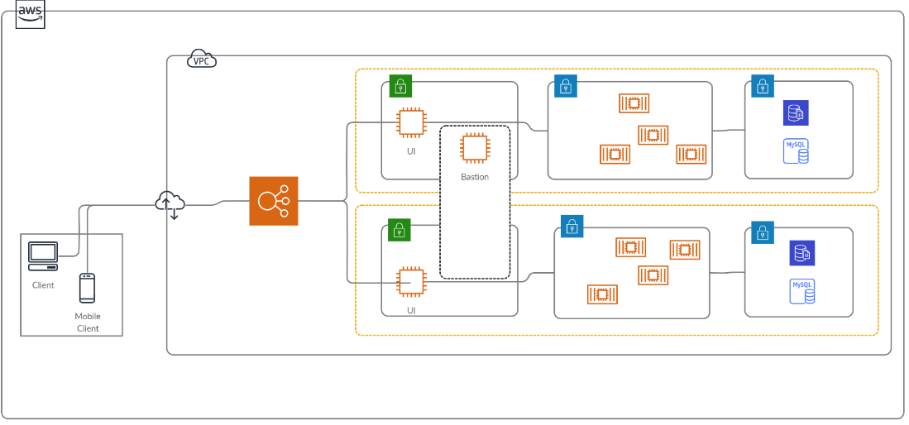 aws
VPC
UI
Bastion
MySQL
UI
MySQL
Client
Mobile
Client